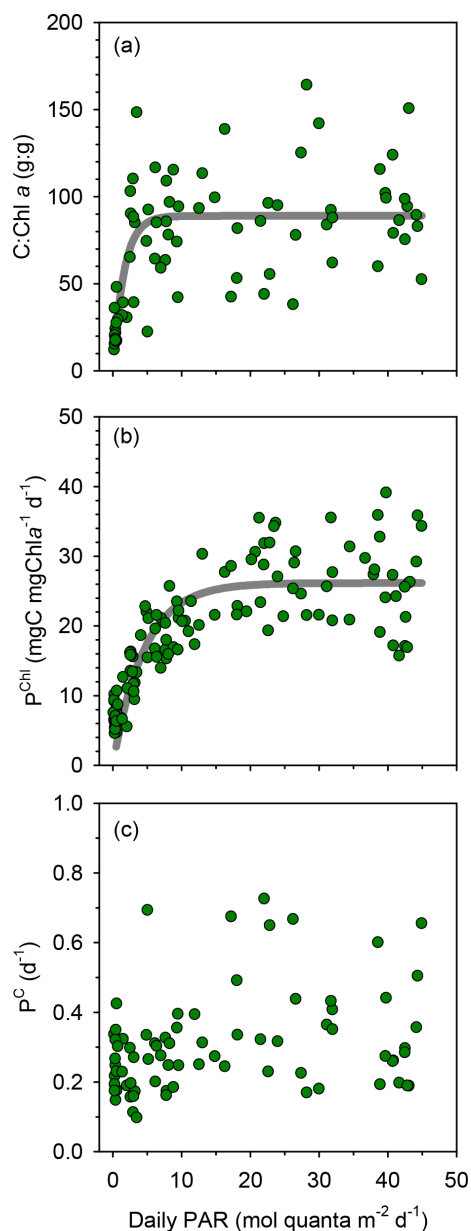 (a)
200
150
100
50
0
C:Chl a (g:g)
(b)
50
40
30
20
10
0
P^Chl (mgC mgChla^-1 d^-1)
(c)
1.0
0.8
0.6
0.4
0.2
0.0
P^C (d^-1)
0 10 20 30 40 50
Daily PAR (mol quanta m^-2 d^-1)